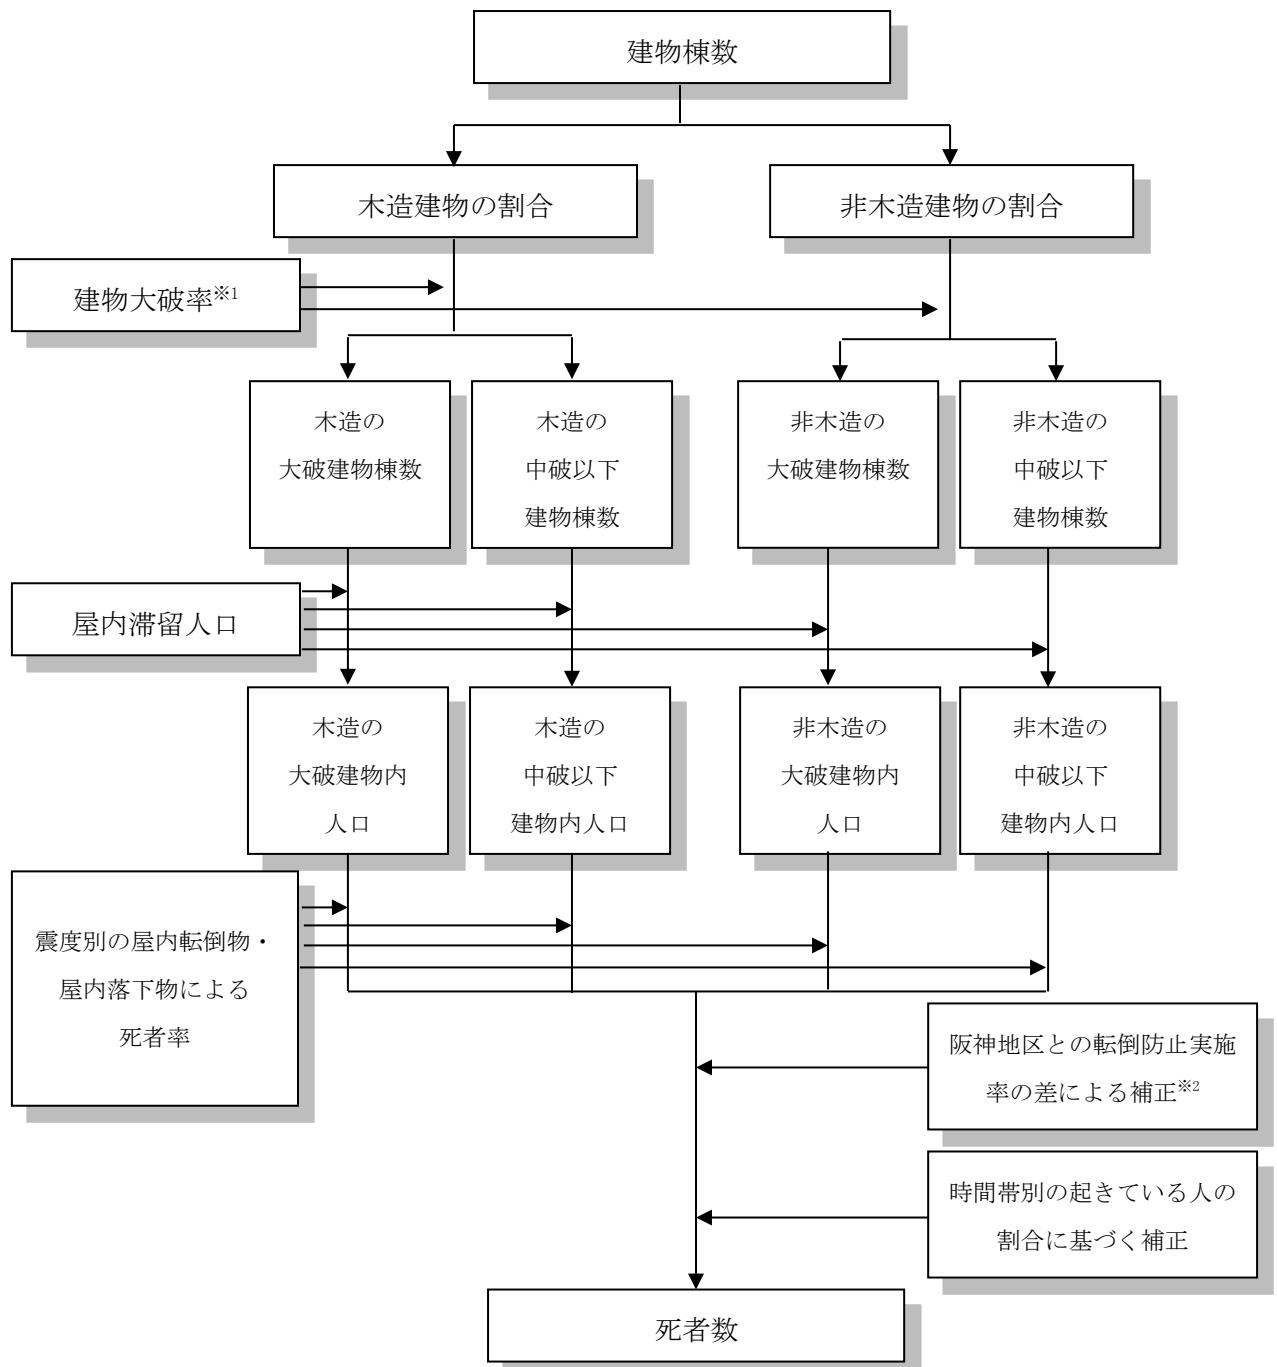 建物棟数
木造建物の割合
非木造建物の割合
建物大破率※1
木造の
大破建物棟数
木造の
中破以下
建物棟数
非木造の
大破建物棟数
非木造の
中破以下
建物棟数
屋内滞留人口
木造の
大破建物内
人口
木造の
中破以下
建物内人口
非木造の
大破建物内
人口
非木造の
中破以下
建物内人口
震度別の屋内転倒物・
屋内落下物による
死者率
阪神地区との転倒防止実施
率の差による補正※2
時間帯別の起きている人の
割合に基づく補正
死者数